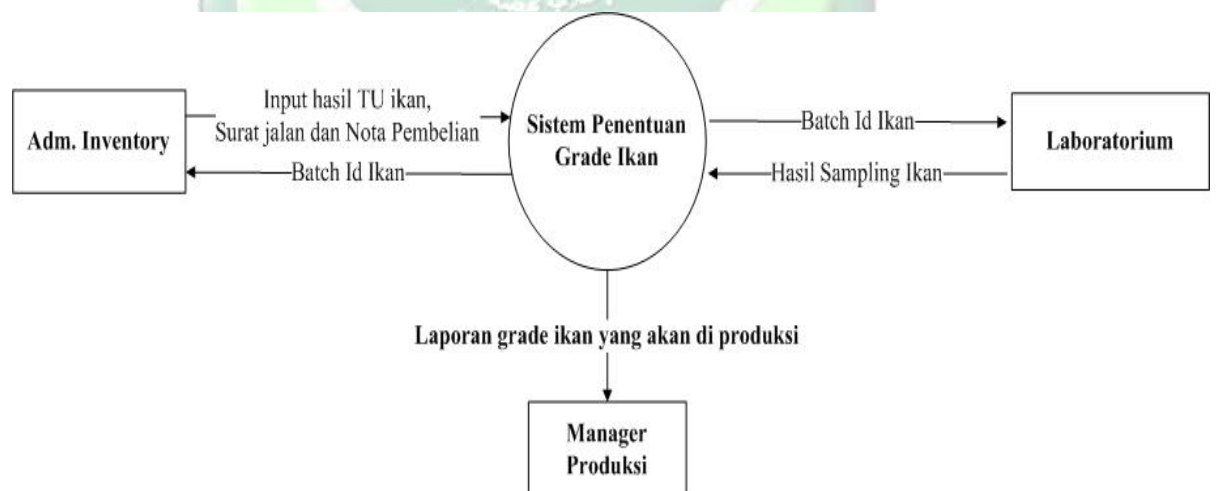 Input hasil TU ikan,
Surat jalan dan Nota Pembelian
Adm. Inventory
Batch Id Ikan
Sistem Penentuan
Grade Ikan
Batch Id Ikan
Hasil Sampling Ikan
Laboratorium
Laporan grade ikan yang akan di produksi
Manager
Produksi